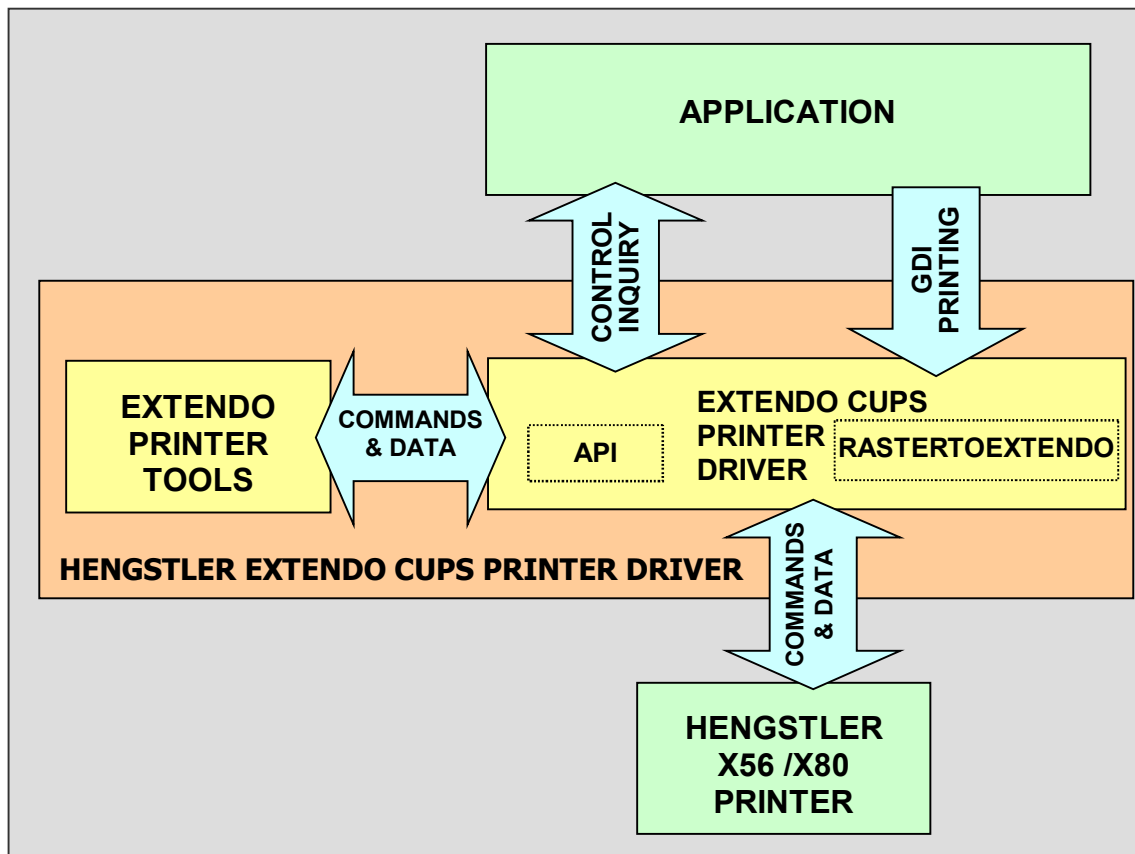 APPLICATION
CONTROL
INQUIRY
GDI
PRINTING
EXTENDO
PRINTER
TOOLS
COMMANDS
& DATA
EXTENDO CUPS
PRINTER
DRIVER
API
RASTERTOEXTENDO
HENGSTLER EXTENDO CUPS PRINTER DRIVER
COMMANDS
& DATA
HENGSTLER
X56 /X80
PRINTER